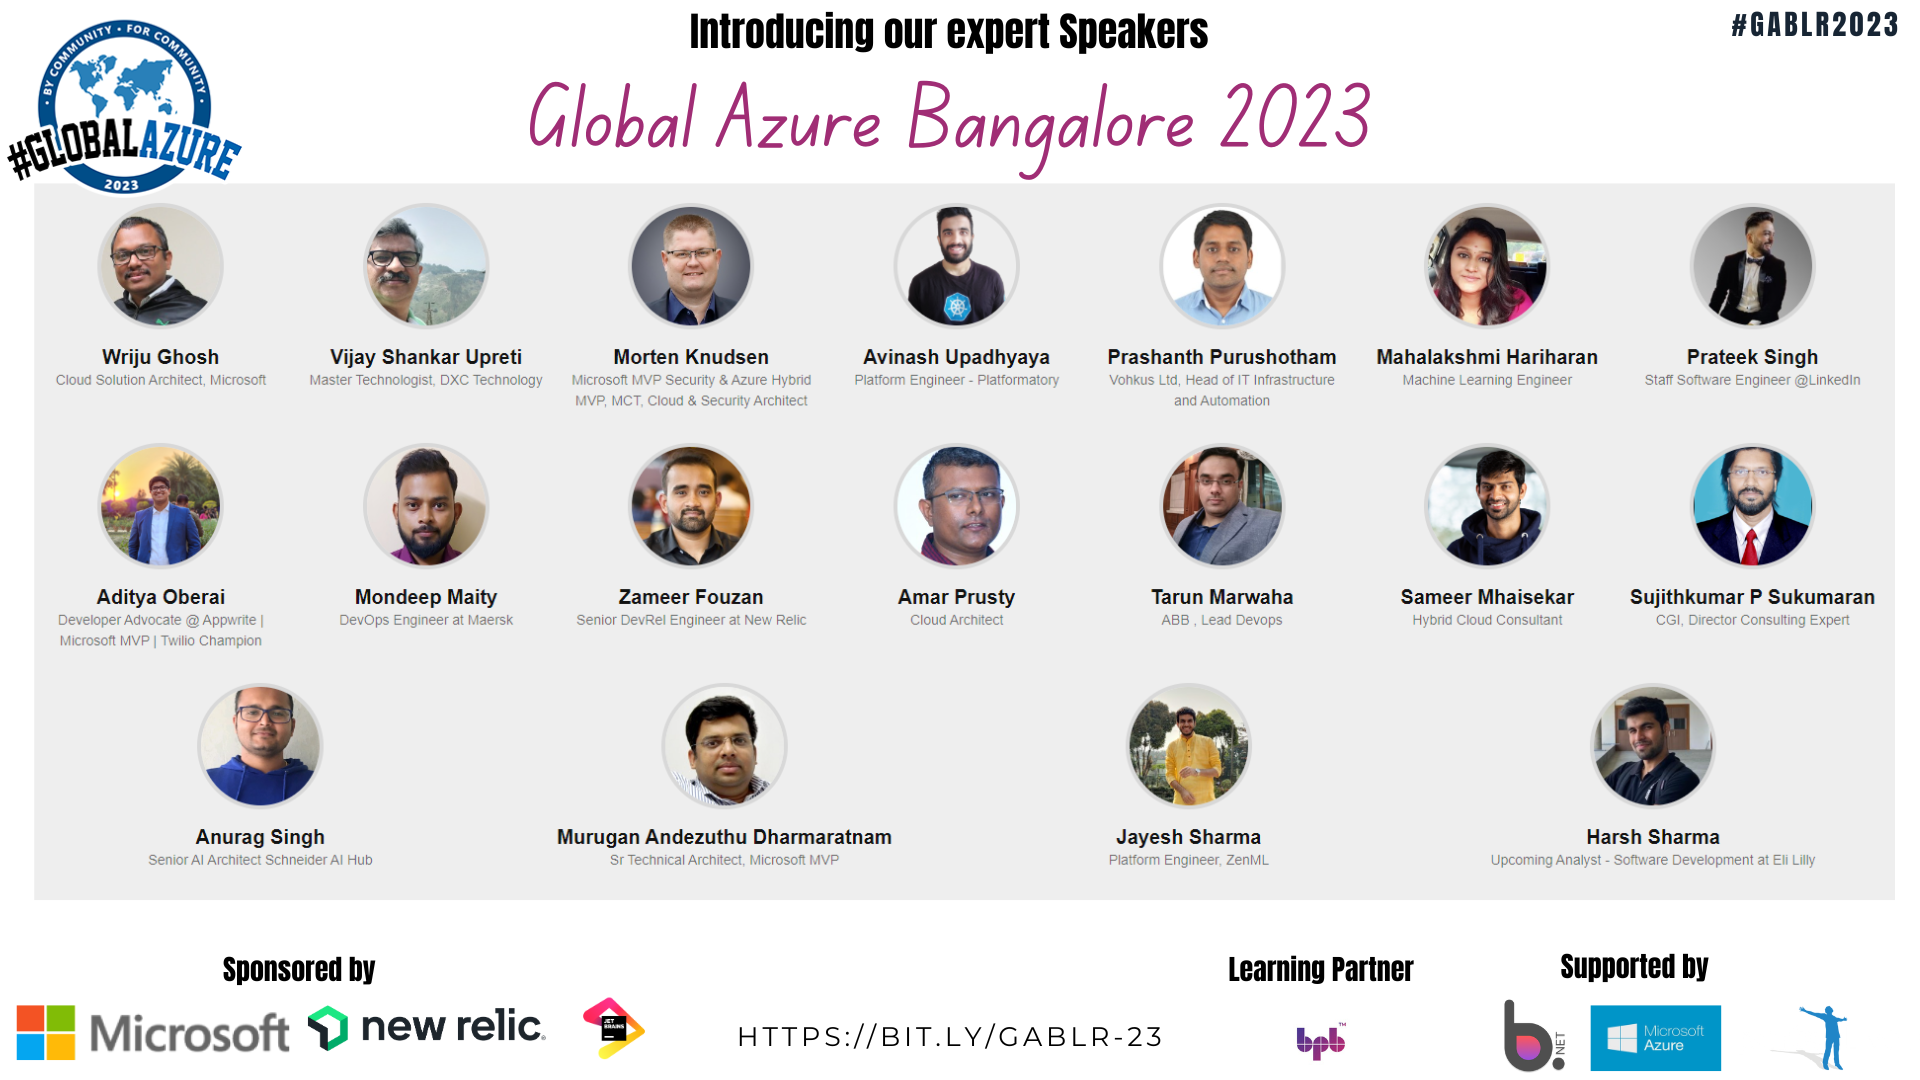 Introducing our expert Speakers
#GABLR2023
Global Azure Bangalore 2023
· BY COMMUNITY · FOR COMMUNITY ·
#GLOBALAZURE
2023
Wriju Ghosh
Cloud Solution Architect, Microsoft
Vijay Shankar Upreti
Master Technologist, DXC Technology
Morten Knudsen
Microsoft MVP Security & Azure Hybrid
MVP, MCT, Cloud & Security Architect
Avinash Upadhyaya
Platform Engineer - Platformatory
Prashanth Purushotham
Vohkus Ltd, Head of IT Infrastructure
and Automation
Mahalakshmi Hariharan
Machine Learning Engineer
Prateek Singh
Staff Software Engineer @LinkedIn
Aditya Oberai
Developer Advocate @ Appwrite |
Microsoft MVP | Twilio Champion
Mondeep Maity
DevOps Engineer at Maersk
Zameer Fouzan
Senior DevRel Engineer at New Relic
Amar Prusty
Cloud Architect
Tarun Marwaha
ABB , Lead Devops
Sameer Mhaisekar
Hybrid Cloud Consultant
Sujithkumar P Sukumaran
CGI, Director Consulting Expert
Anurag Singh
Senior AI Architect Schneider AI Hub
Murugan Andezuthu Dharmaratnam
Sr Technical Architect, Microsoft MVP
Jayesh Sharma
Platform Engineer, ZenML
Harsh Sharma
Upcoming Analyst - Software Development at Eli Lilly
Sponsored by
Microsoft
new relic.
JET
BRAINS
HTTPS://BIT.LY/GABLR-23
Learning Partner
bpb™
Supported by
b.NET
Microsoft
Azure